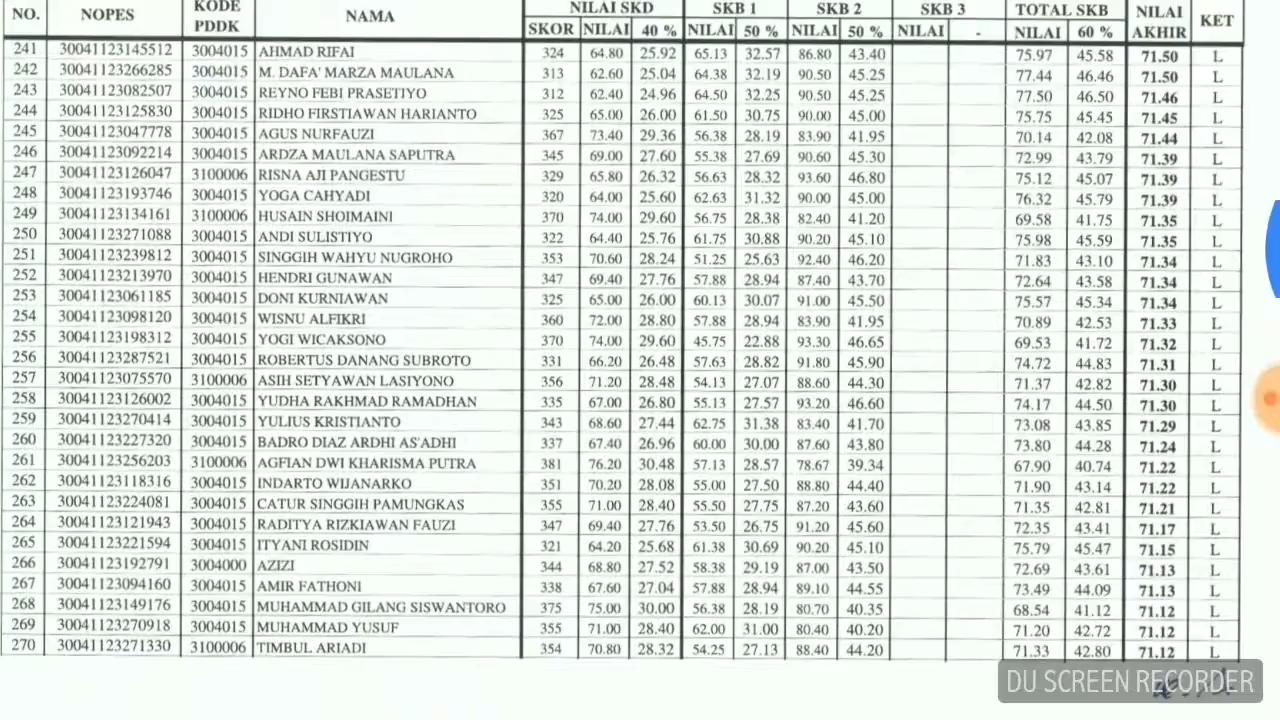 NO. NOPES KODE PDDK NAMA NILAI SKD SKB 1 SKB 2 SKB 3 TOTAL SKB NILAI AKHIR KET
SKOR NILAI 40 % NILAI 50 % NILAI 50 % NILAI - NILAI 60 %
241 30041123145512 3004015 AHMAD RIFAI 324 64.80 25.92 65.13 32.57 86.80 43.40 75.97 45.58 71.50 L
242 30041123266285 3004015 M. DAFA' MARZA MAULANA 313 62.60 25.04 64.38 32.19 90.50 45.25 77.44 46.46 71.50 L
243 30041123082507 3004015 REYNO FEBI PRASETIYO 312 62.40 24.96 64.50 32.25 90.50 45.25 77.50 46.50 71.46 L
244 30041123125830 3004015 RIDHO FIRSTIAWAN HARIANTO 325 65.00 26.00 61.50 30.75 90.00 45.00 75.75 45.45 71.45 L
245 30041123047778 3004015 AGUS NURFAUZI 367 73.40 29.36 56.38 28.19 83.90 41.95 70.14 42.08 71.44 L
246 30041123092214 3004015 ARDZA MAULANA SAPUTRA 345 69.00 27.60 55.38 27.69 90.60 45.30 72.99 43.79 71.39 L
247 30041123126047 3100006 RISNA AJI PANGESTU 329 65.80 26.32 56.63 28.32 93.60 46.80 75.12 45.07 71.39 L
248 30041123193746 3004015 YOGA CAHYADI 320 64.00 25.60 62.63 31.32 90.00 45.00 76.32 45.79 71.39 L
249 30041123134161 3100006 HUSAIN SHOIMAINI 370 74.00 29.60 56.75 28.38 82.40 41.20 69.58 41.75 71.35 L
250 30041123271088 3004015 ANDI SULISTIYO 322 64.40 25.76 61.75 30.88 90.20 45.10 75.98 45.59 71.35 L
251 30041123239812 3004015 SINGGIH WAHYU NUGROHO 353 70.60 28.24 51.25 25.63 92.40 46.20 71.83 43.10 71.34 L
252 30041123213970 3004015 HENDRI GUNAWAN 347 69.40 27.76 57.88 28.94 87.40 43.70 72.64 43.58 71.34 L
253 30041123061185 3004015 DONI KURNIAWAN 325 65.00 26.00 60.13 30.07 91.00 45.50 75.57 45.34 71.34 L
254 30041123098120 3004015 WISNU ALFIKRI 360 72.00 28.80 57.88 28.94 83.90 41.95 70.89 42.53 71.33 L
255 30041123198312 3004015 YOGI WICAKSONO 370 74.00 29.60 45.75 22.88 93.30 46.65 69.53 41.72 71.32 L
256 30041123287521 3004015 ROBERTUS DANANG SUBROTO 331 66.20 26.48 57.63 28.82 91.80 45.90 74.72 44.83 71.31 L
257 30041123075570 3100006 ASIH SETYAWAN LASIYONO 356 71.20 28.48 54.13 27.07 88.60 44.30 71.37 42.82 71.30 L
258 30041123126002 3004015 YUDHA RAKHMAD RAMADHAN 335 67.00 26.80 55.13 27.57 93.20 46.60 74.17 44.50 71.30 L
259 30041123270414 3004015 YULIUS KRISTIANTO 343 68.60 27.44 62.75 31.38 83.40 41.70 73.08 43.85 71.29 L
260 30041123227320 3004015 BADRO DIAZ ARDHI AS'ADHI 337 67.40 26.96 60.00 30.00 87.60 43.80 73.80 44.28 71.24 L
261 30041123256203 3100006 AGFIAN DWI KHARISMA PUTRA 381 76.20 30.48 57.13 28.57 78.67 39.34 67.90 40.74 71.22 L
262 30041123118316 3004015 INDARTO WIJANARKO 351 70.20 28.08 55.00 27.50 88.80 44.40 71.90 43.14 71.22 L
263 30041123224081 3004015 CATUR SINGGIH PAMUNGKAS 355 71.00 28.40 55.50 27.75 87.20 43.60 71.35 42.81 71.21 L
264 30041123121943 3004015 RADITYA RIZKIAWAN FAUZI 347 69.40 27.76 53.50 26.75 91.20 45.60 72.35 43.41 71.17 L
265 30041123221594 3004015 ITYANI ROSIDIN 321 64.20 25.68 61.38 30.69 90.20 45.10 75.79 45.47 71.15 L
266 30041123192791 3004000 AZIZI 344 68.80 27.52 58.38 29.19 87.00 43.50 72.69 43.61 71.13 L
267 30041123094160 3004015 AMIR FATHONI 338 67.60 27.04 57.88 28.94 89.10 44.55 73.49 44.09 71.13 L
268 30041123149176 3004015 MUHAMMAD GILANG SISWANTORO 375 75.00 30.00 56.38 28.19 80.70 40.35 68.54 41.12 71.12 L
269 30041123270918 3004015 MUHAMMAD YUSUF 355 71.00 28.40 62.00 31.00 80.40 40.20 71.20 42.72 71.12 L
270 30041123271330 3100006 TIMBUL ARIADI 354 70.80 28.32 54.25 27.13 88.40 44.20 71.33 42.80 71.12 L
DU SCREEN RECORDER